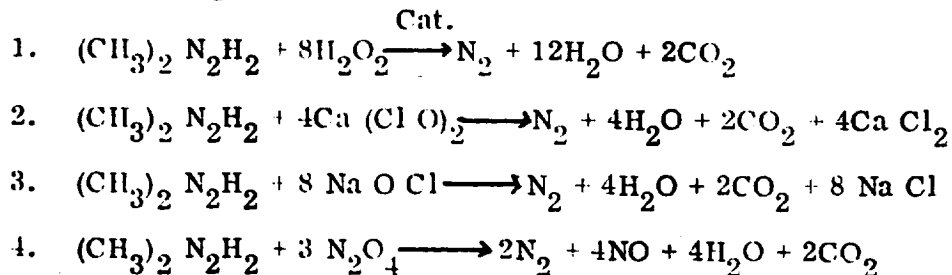 Cat.
1. (CH₃)₂ N₂H₂ + 8H₂O₂ ⟶ N₂ + 12H₂O + 2CO₂
2. (CH₃)₂ N₂H₂ + 4Ca (Cl O)₂ ⟶ N₂ + 4H₂O + 2CO₂ + 4Ca Cl₂
3. (CH₃)₂ N₂H₂ + 8 Na O Cl ⟶ N₂ + 4H₂O + 2CO₂ + 8 Na Cl
4. (CH₃)₂ N₂H₂ + 3 N₂O₄ ⟶ 2N₂ + 4NO + 4H₂O + 2CO₂